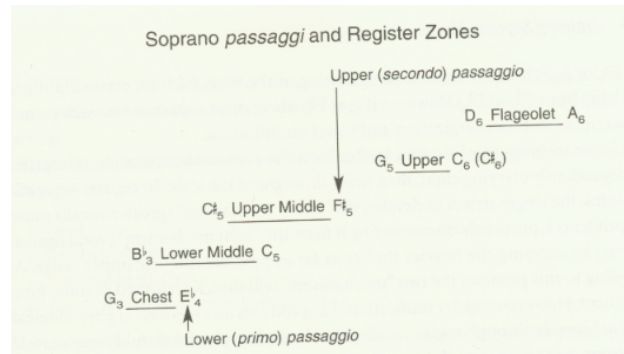 Soprano passaggi and Register Zones
Upper (secondo) passaggio
D₆ Flageolet A₆
G₅ Upper C₆ (C♯₆)
C♯₅ Upper Middle F♯₅
B♭₃ Lower Middle C₅
G₃ Chest E♭₄
Lower (primo) passaggio